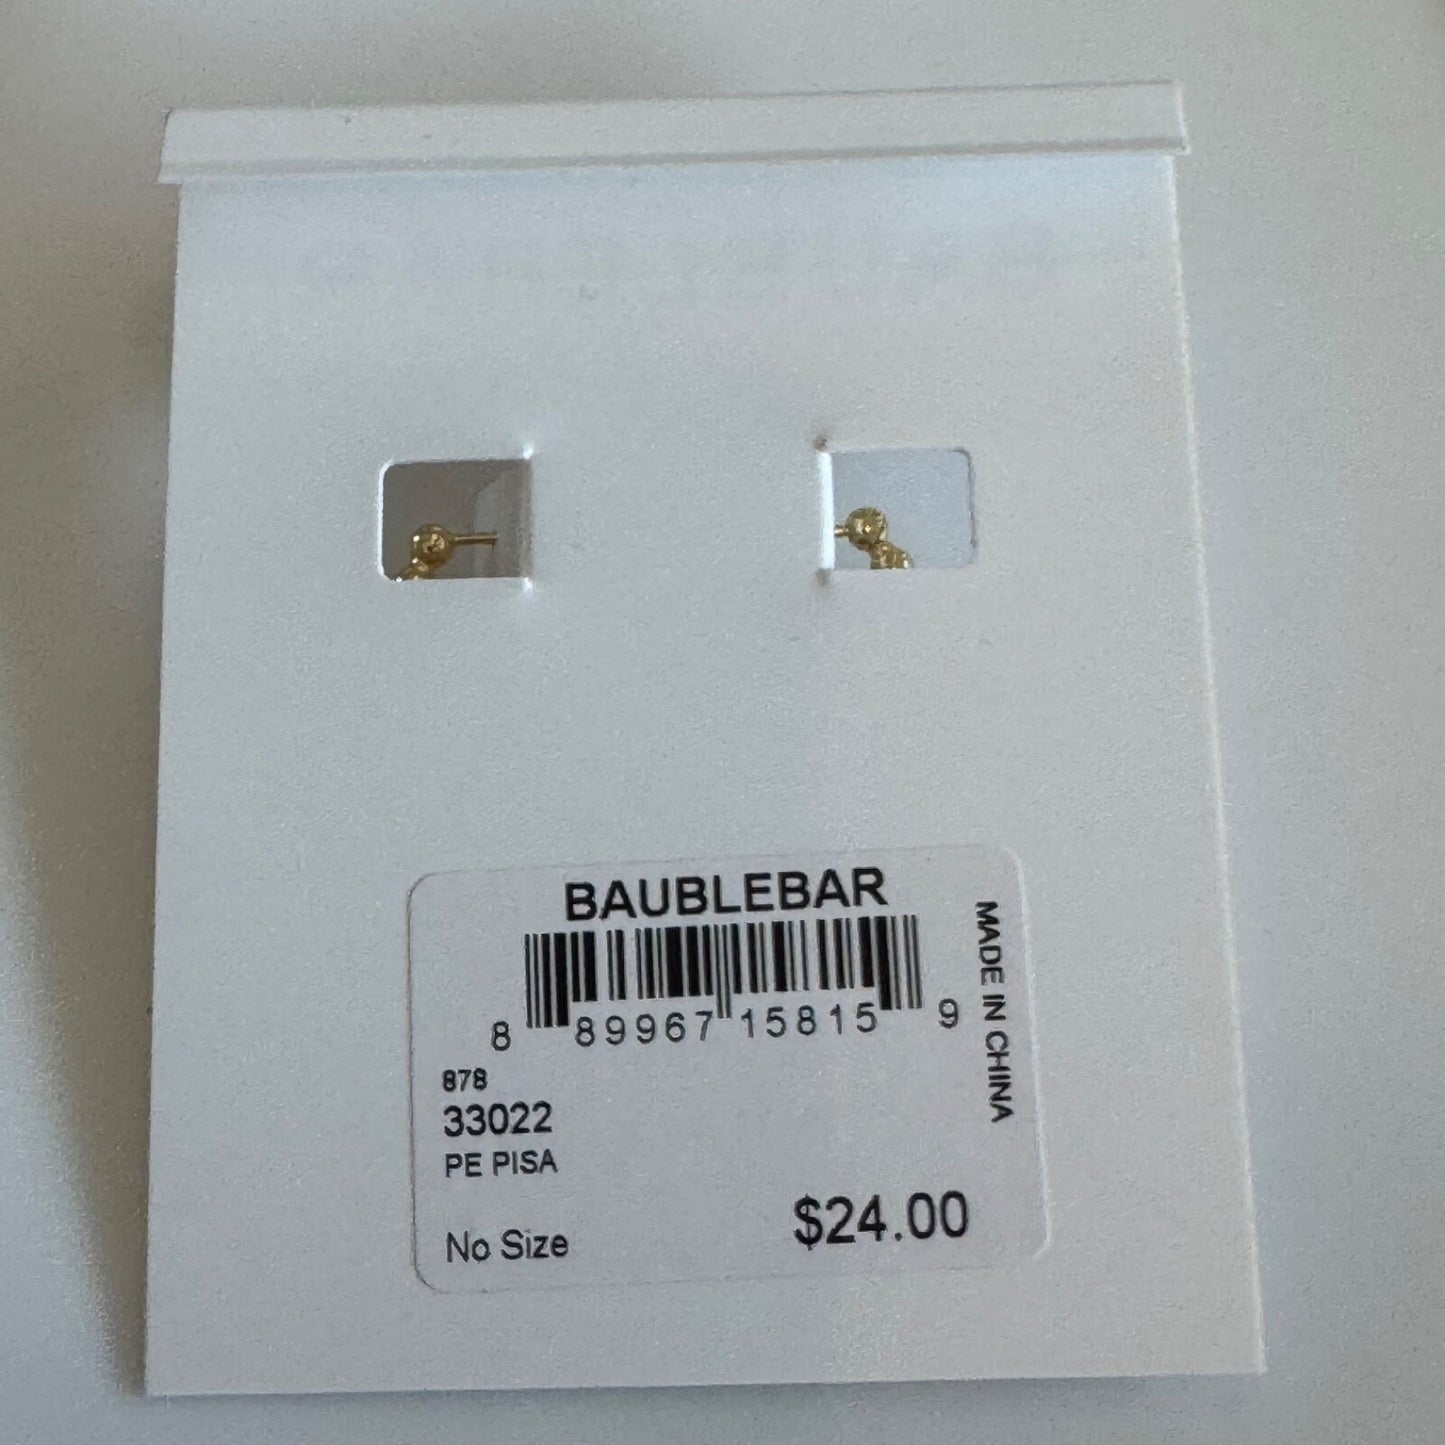 BAUBLEBAR
8 89967 15815 9
MADE IN CHINA
878
33022
PE PISA
No Size
$24.00